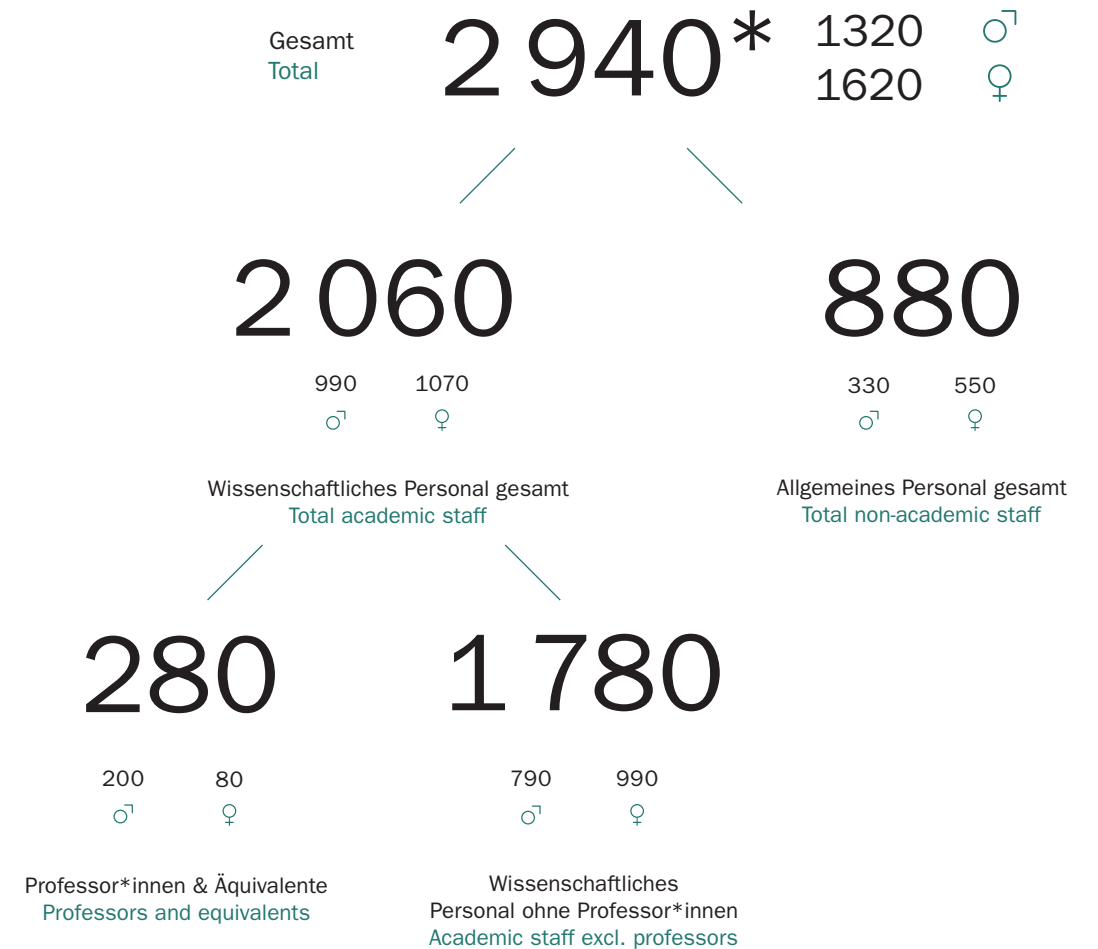 Gesamt
Total
2 940*
1320 ♂
1620 ♀
2 060
990 1070
♂ ♀
Wissenschaftliches Personal gesamt
Total academic staff
880
330 550
♂ ♀
Allgemeines Personal gesamt
Total non-academic staff
280
200 80
♂ ♀
Professor*innen & Äquivalente
Professors and equivalents
1 780
790 990
♂ ♀
Wissenschaftliches
Personal ohne Professor*innen
Academic staff excl. professors